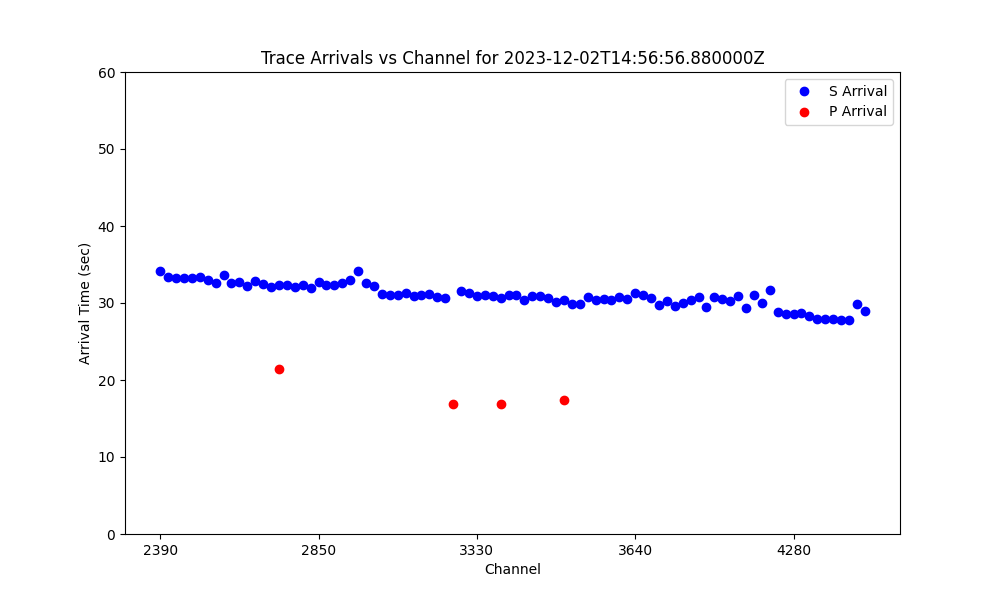 Trace Arrivals vs Channel for 2023-12-02T14:56:56.880000Z
S Arrival
P Arrival
60
50
40
30
20
10
0
Arrival Time (sec)
2390 2850 3330 3640 4280
Channel